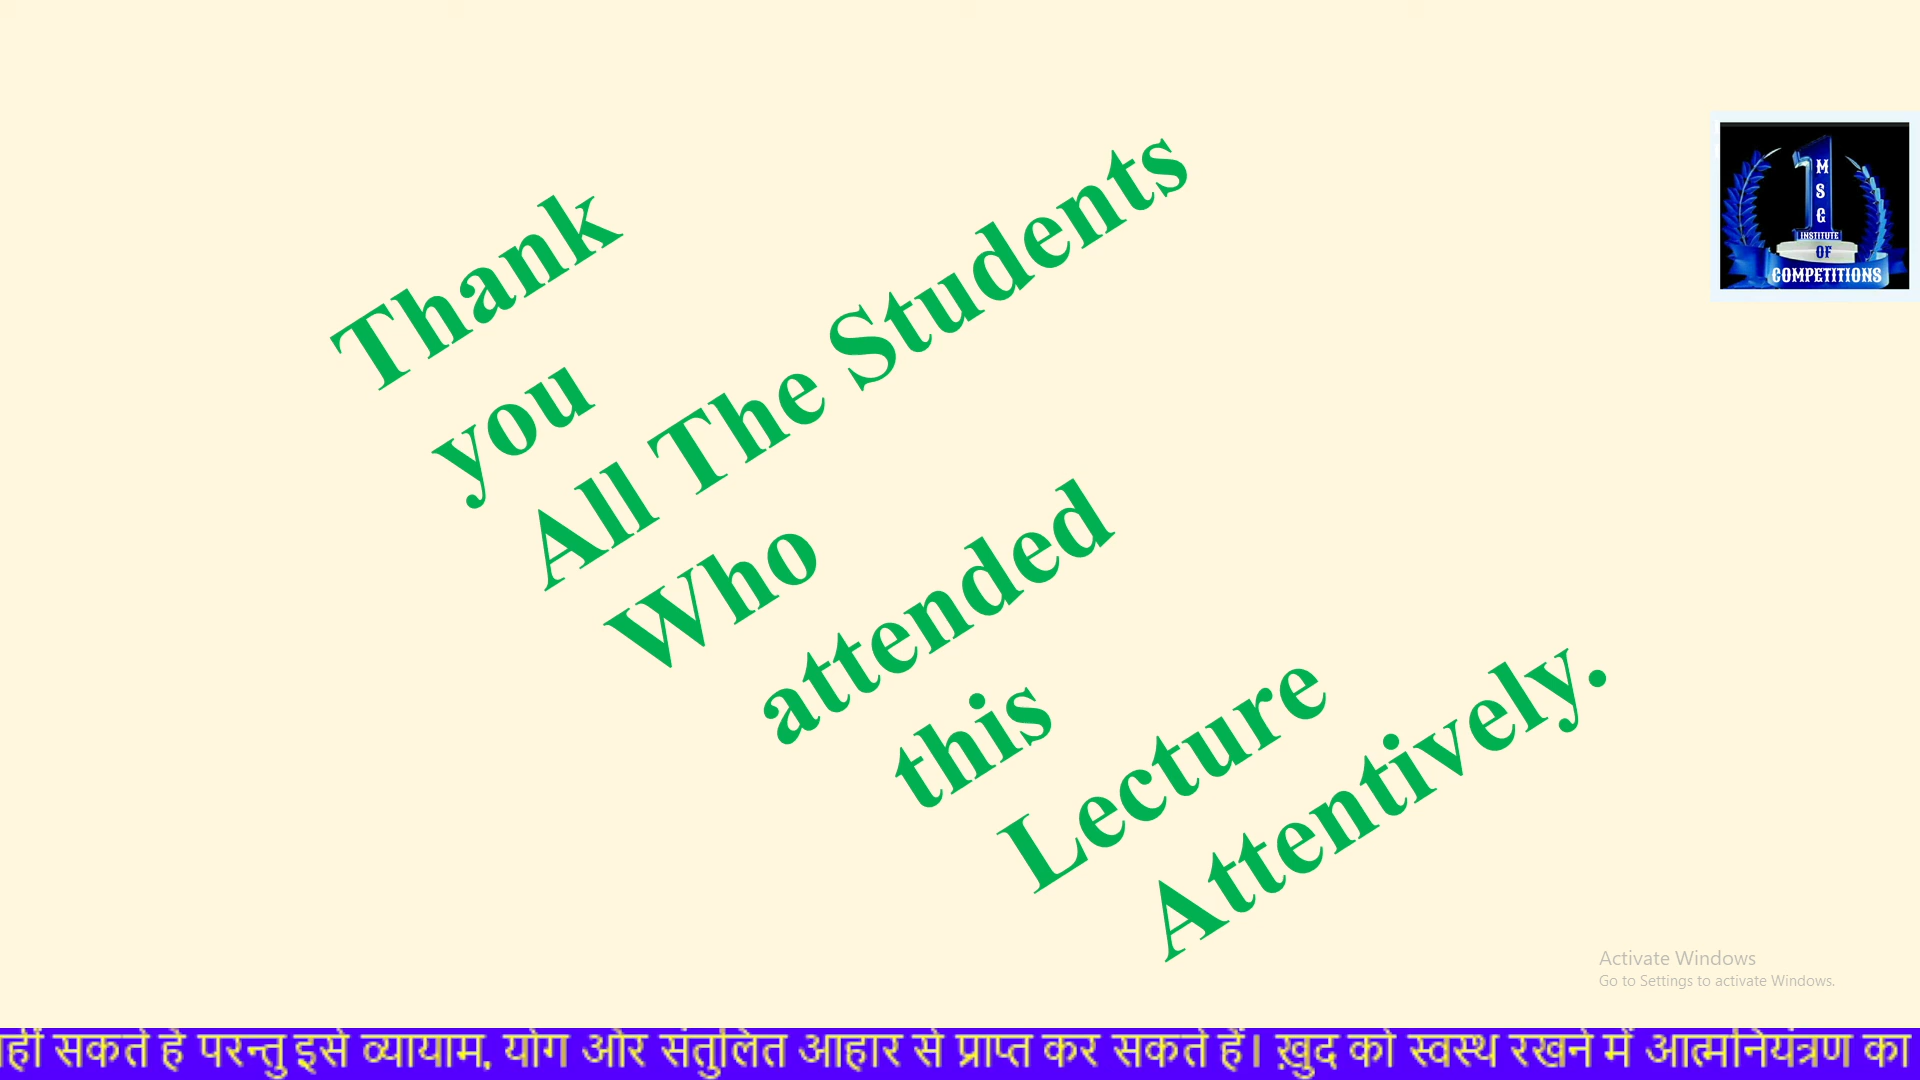 Thank
you
All The Students
Who
attended
this
Lecture
Attentively.
M
S
G
INSTITUTE
OF
COMPETITIONS
Activate Windows
Go to Settings to activate Windows.
सकते हे परन्तु इसे व्यायाम, योग ओर संतुलित आहार से प्राप्त कर सकते हैं। ख़ुद को स्वस्थ रखने में आत्मनियंत्रण का